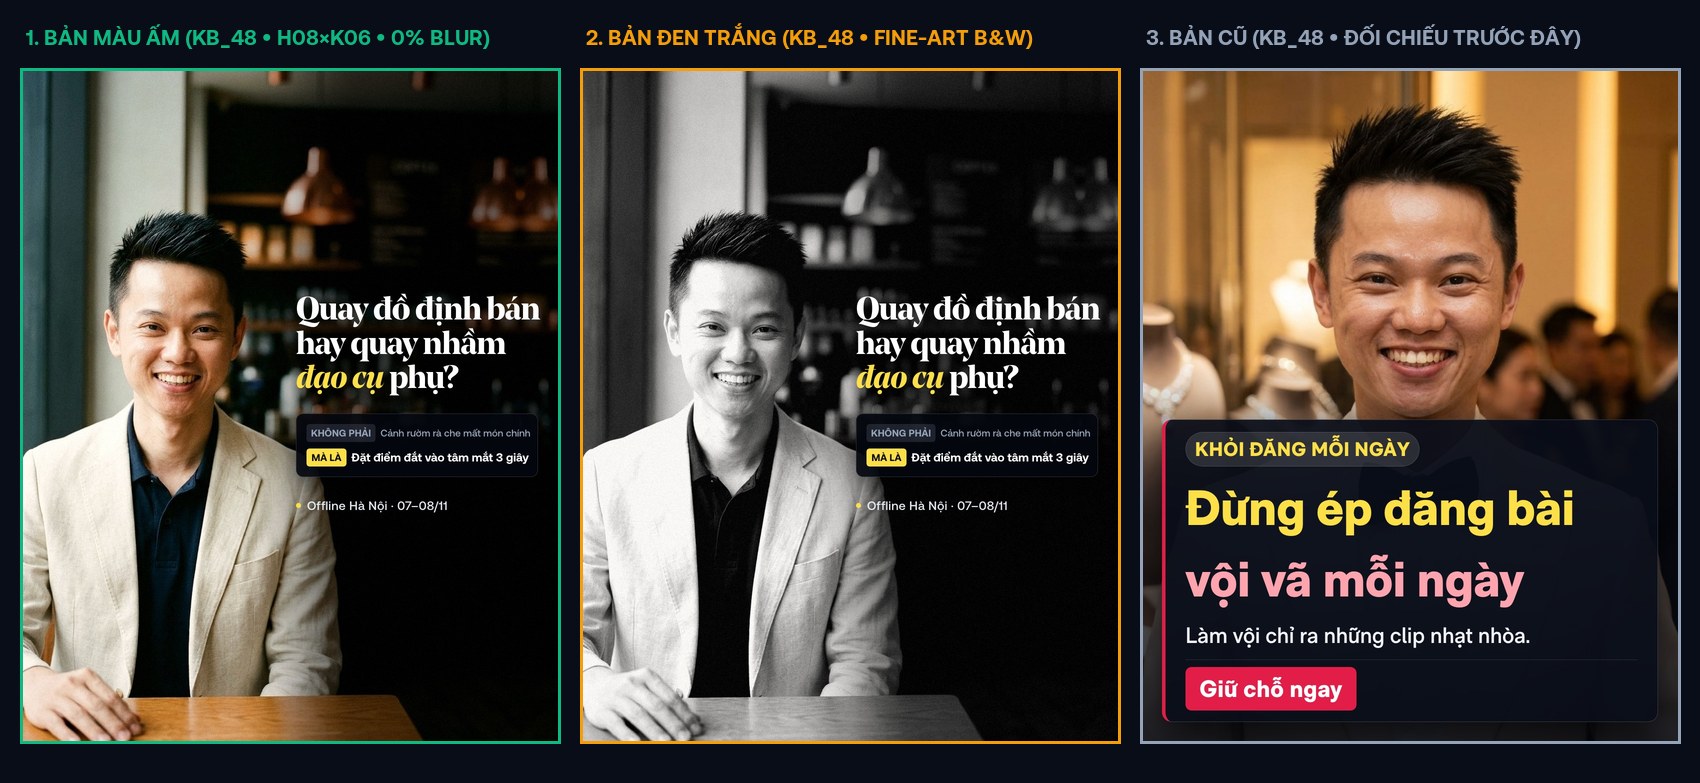 1. BẢN MÀU ẤM (KB_48 • H08×K06 • 0% BLUR)
Quay đồ định bán
hay quay nhầm
đạo cụ phụ?
KHÔNG PHẢI Cảnh rườm rà che mất món chính
MÀ LÀ Đặt điểm đắt vào tâm mắt 3 giây
Offline Hà Nội · 07–08/11
2. BẢN ĐEN TRẮNG (KB_48 • FINE-ART B&W)
Quay đồ định bán
hay quay nhầm
đạo cụ phụ?
KHÔNG PHẢI Cảnh rườm rà che mất món chính
MÀ LÀ Đặt điểm đắt vào tâm mắt 3 giây
Offline Hà Nội · 07–08/11
3. BẢN CŨ (KB_48 • ĐỐI CHIẾU TRƯỚC ĐÂY)
KHỎI ĐĂNG MỖI NGÀY
Đừng ép đăng bài
vội vã mỗi ngày
Làm vội chỉ ra những clip nhạt nhòa.
Giữ chỗ ngay